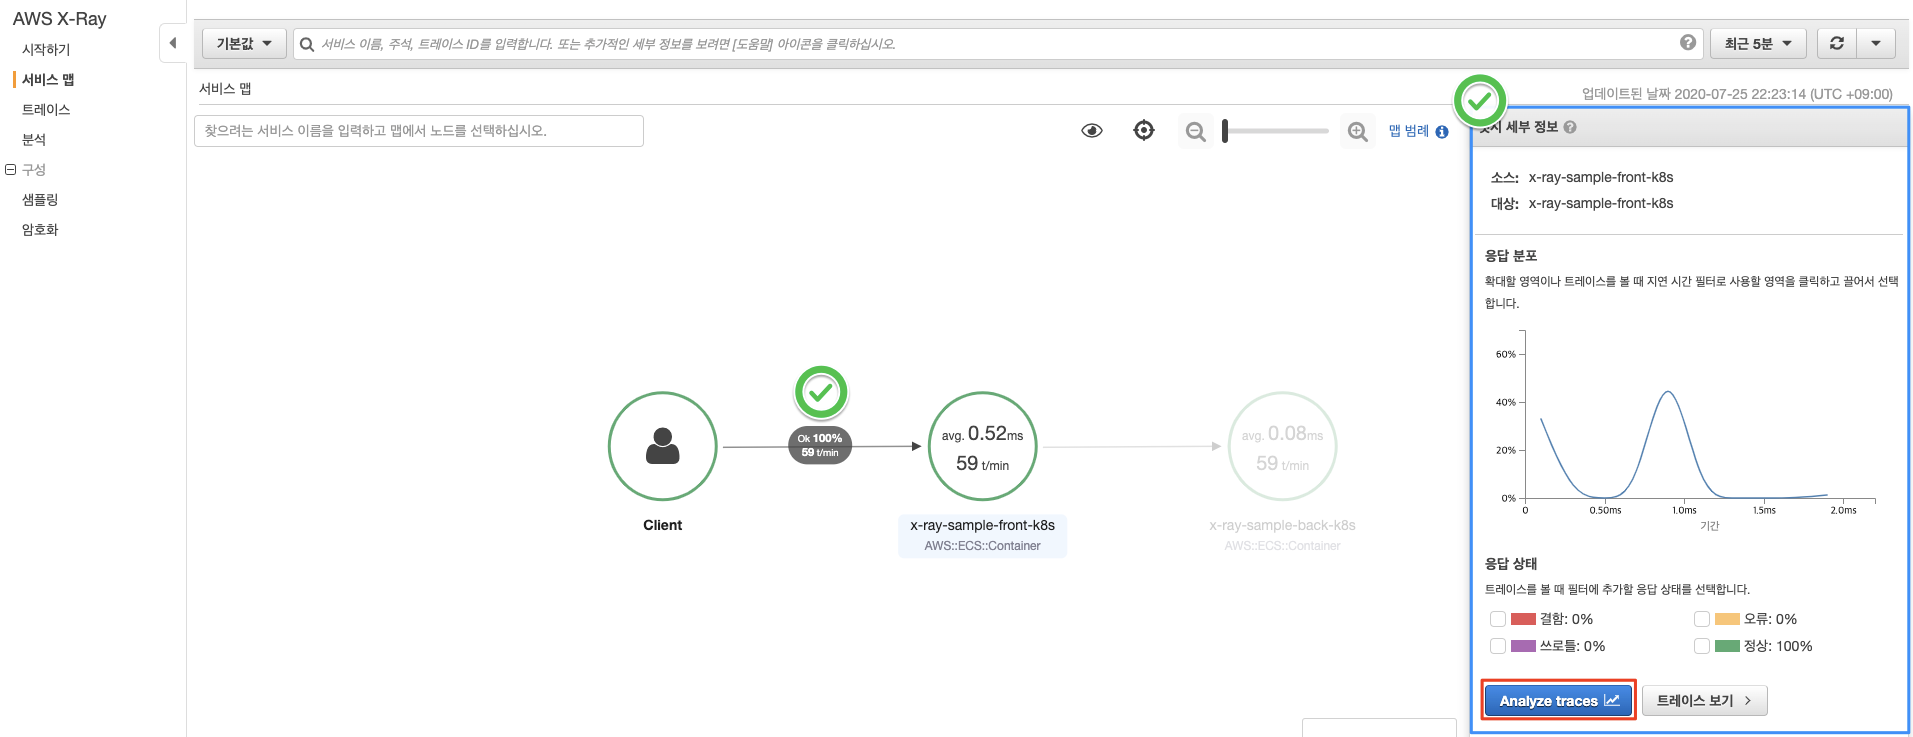 AWS X-Ray
시작하기
서비스 맵
트레이스
분석
구성
샘플링
암호화
기본값
서비스 이름, 주석, 트레이스 ID를 입력합니다. 또는 추가적인 세부 정보를 보려면 [도움말] 아이콘을 클릭하십시오.
최근 5분
서비스 맵
업데이트된 날짜 2020-07-25 22:23:14 (UTC +09:00)
찾으려는 서비스 이름을 입력하고 맵에서 노드를 선택하십시오.
맵 범례
Ok 100%
59 t/min
avg. 0.52ms
59 t/min
avg. 0.08ms
59 t/min
Client
x-ray-sample-front-k8s
AWS::ECS::Container
x-ray-sample-back-k8s
AWS::ECS::Container
세부 정보
소스: x-ray-sample-front-k8s
대상: x-ray-sample-front-k8s
응답 분포
확대할 영역이나 트레이스를 볼 때 지연 시간 필터로 사용할 영역을 클릭하고 끌어서 선택
합니다.
60%
40%
20%
0%
0 0.50ms 1.0ms 1.5ms 2.0ms
기간
응답 상태
트레이스를 볼 때 필터에 추가할 응답 상태를 선택합니다.
결함: 0% 오류: 0%
쓰로틀: 0% 정상: 100%
Analyze traces 트레이스 보기